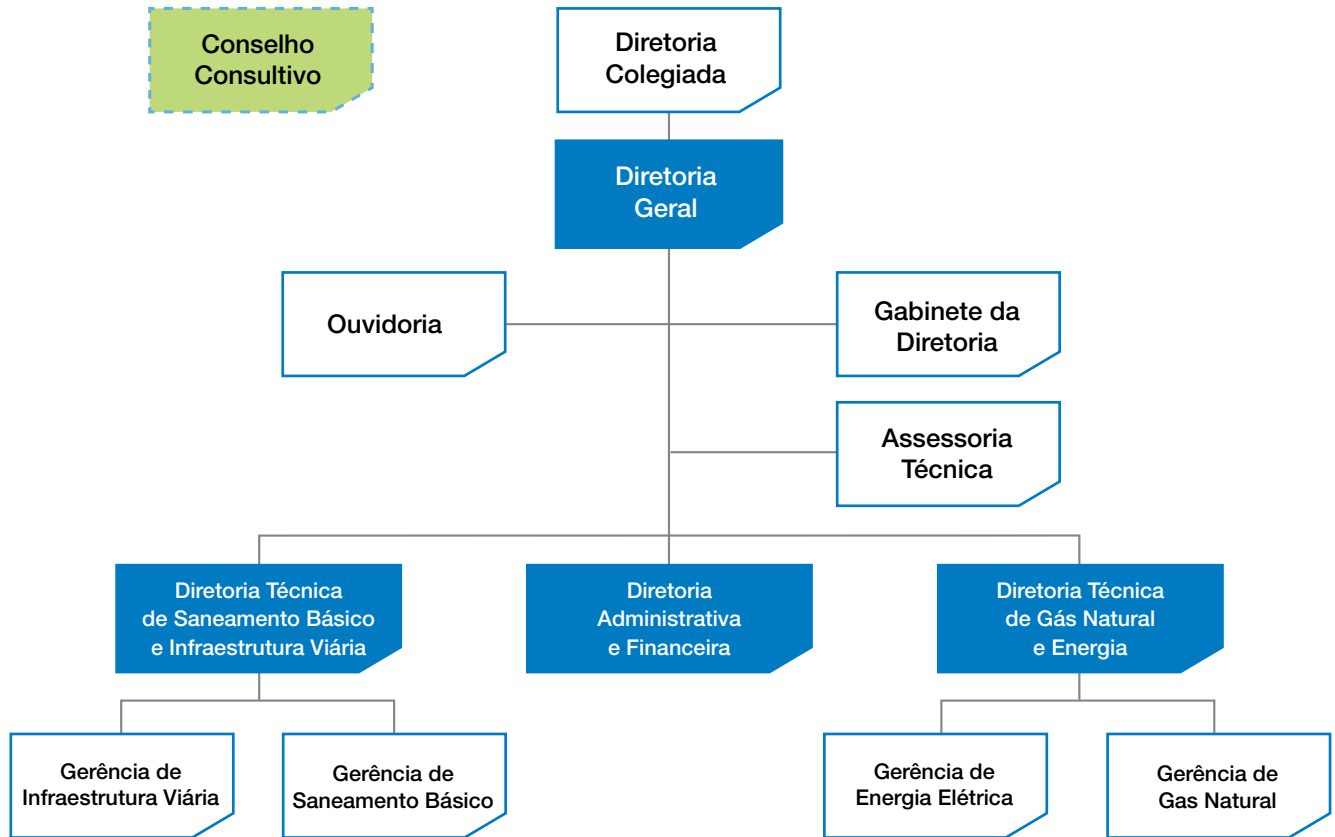 Conselho
Consultivo
Diretoria
Colegiada
Diretoria
Geral
Ouvidoria
Gabinete da
Diretoria
Assessoria
Técnica
Diretoria Técnica
de Saneamento Básico
e Infraestrutura Viária
Diretoria
Administrativa
e Financeira
Diretoria Técnica
de Gás Natural
e Energia
Gerência de
Infraestrutura Viária
Gerência de
Saneamento Básico
Gerência de
Energia Elétrica
Gerência de
Gas Natural